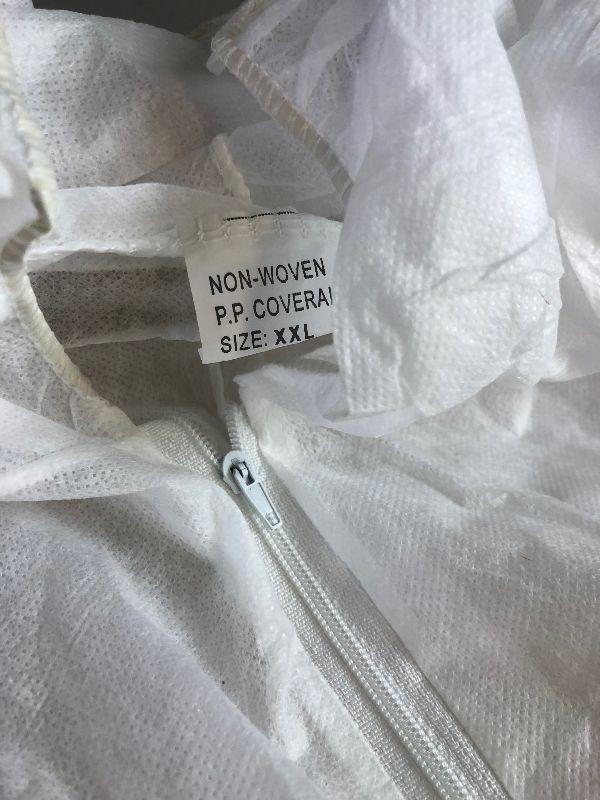 NON-WOVEN
P.P. COVERAL
SIZE: XXL